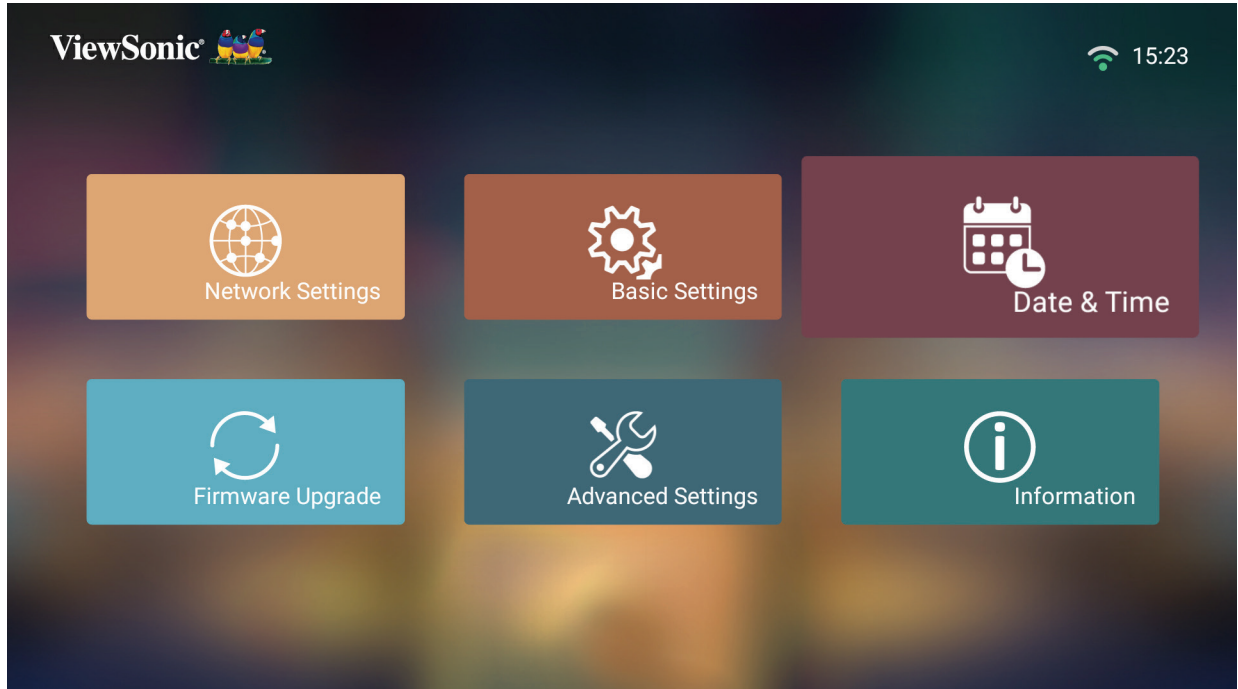 ViewSonic®
15:23
Network Settings
Basic Settings
Date & Time
Firmware Upgrade
Advanced Settings
Information